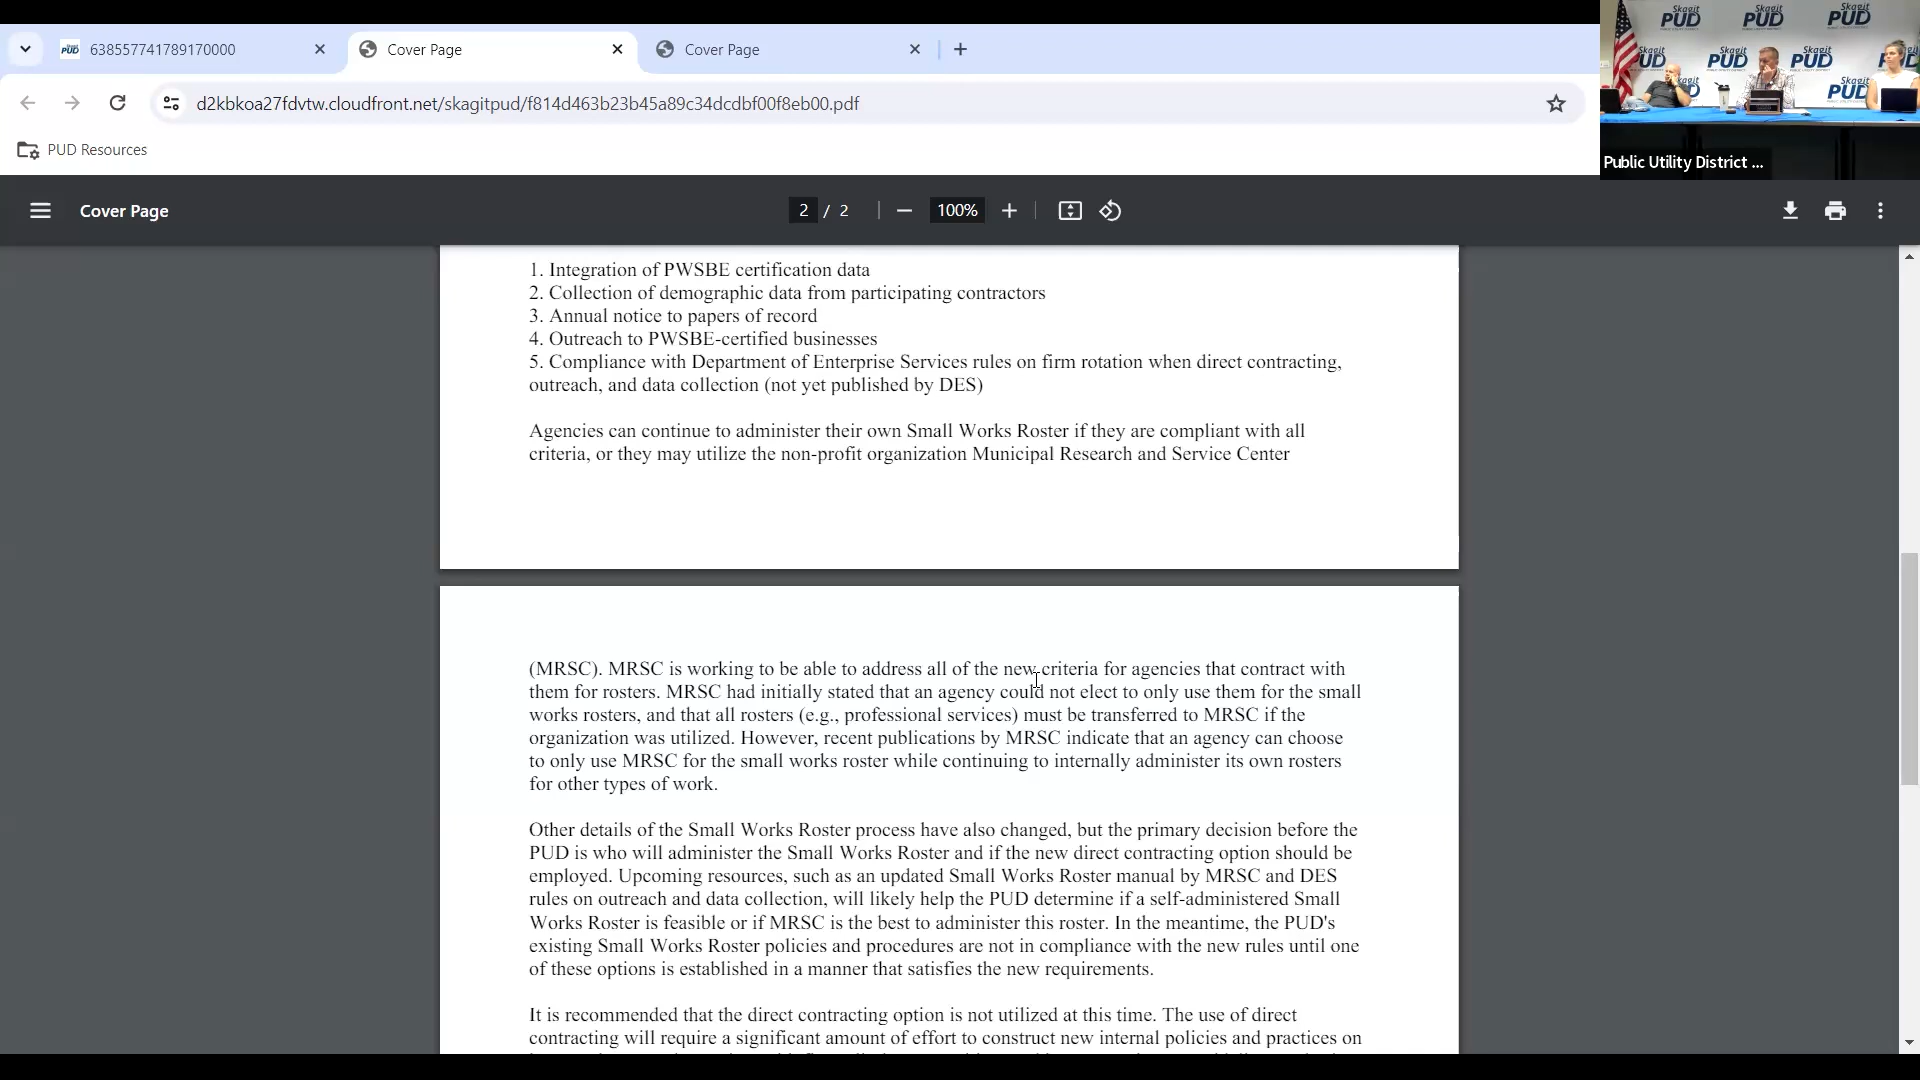 638557741789170000
Cover Page
Cover Page
d2kbkoa27fdvtw.cloudfront.net/skagitpud/f814d463b23b45a89c34dcdbf00f8eb00.pdf
PUD Resources
Skagit PUD
Public Utility District ...
Cover Page
2 / 2
100%
1. Integration of PWSBE certification data
2. Collection of demographic data from participating contractors
3. Annual notice to papers of record
4. Outreach to PWSBE-certified businesses
5. Compliance with Department of Enterprise Services rules on firm rotation when direct contracting,
outreach, and data collection (not yet published by DES)
Agencies can continue to administer their own Small Works Roster if they are compliant with all
criteria, or they may utilize the non-profit organization Municipal Research and Service Center
(MRSC). MRSC is working to be able to address all of the new criteria for agencies that contract with
them for rosters. MRSC had initially stated that an agency could not elect to only use them for the small
works rosters, and that all rosters (e.g., professional services) must be transferred to MRSC if the
organization was utilized. However, recent publications by MRSC indicate that an agency can choose
to only use MRSC for the small works roster while continuing to internally administer its own rosters
for other types of work.
Other details of the Small Works Roster process have also changed, but the primary decision before the
PUD is who will administer the Small Works Roster and if the new direct contracting option should be
employed. Upcoming resources, such as an updated Small Works Roster manual by MRSC and DES
rules on outreach and data collection, will likely help the PUD determine if a self-administered Small
Works Roster is feasible or if MRSC is the best to administer this roster. In the meantime, the PUD's
existing Small Works Roster policies and procedures are not in compliance with the new rules until one
of these options is established in a manner that satisfies the new requirements.
It is recommended that the direct contracting option is not utilized at this time. The use of direct
contracting will require a significant amount of effort to construct new internal policies and practices on